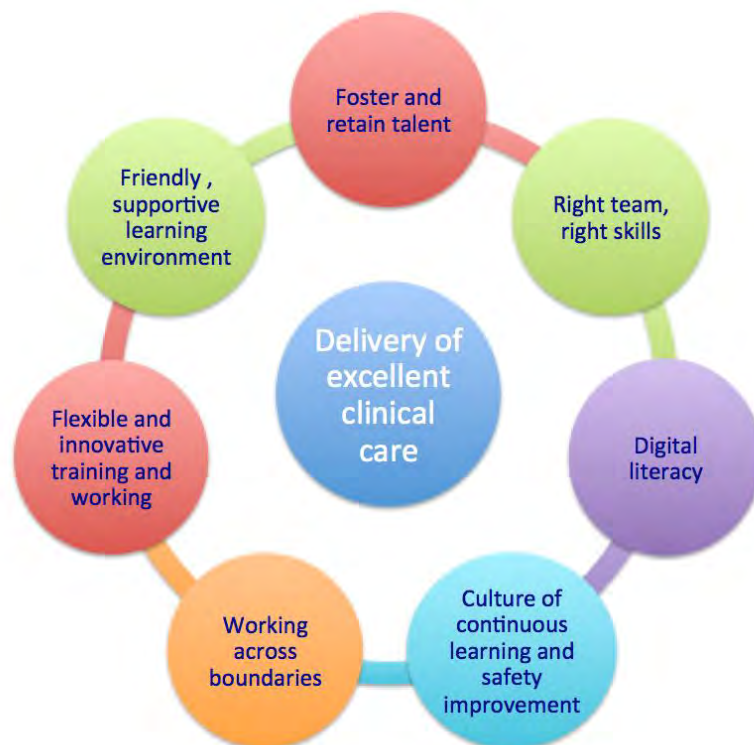 Foster and
retain talent
Right team,
right skills
Digital
literacy
Culture of
continuous
learning and
safety
improvement
Working
across
boundaries
Flexible and
innovative
training and
working
Friendly ,
supportive
learning
environment
Delivery of
excellent
clinical
care